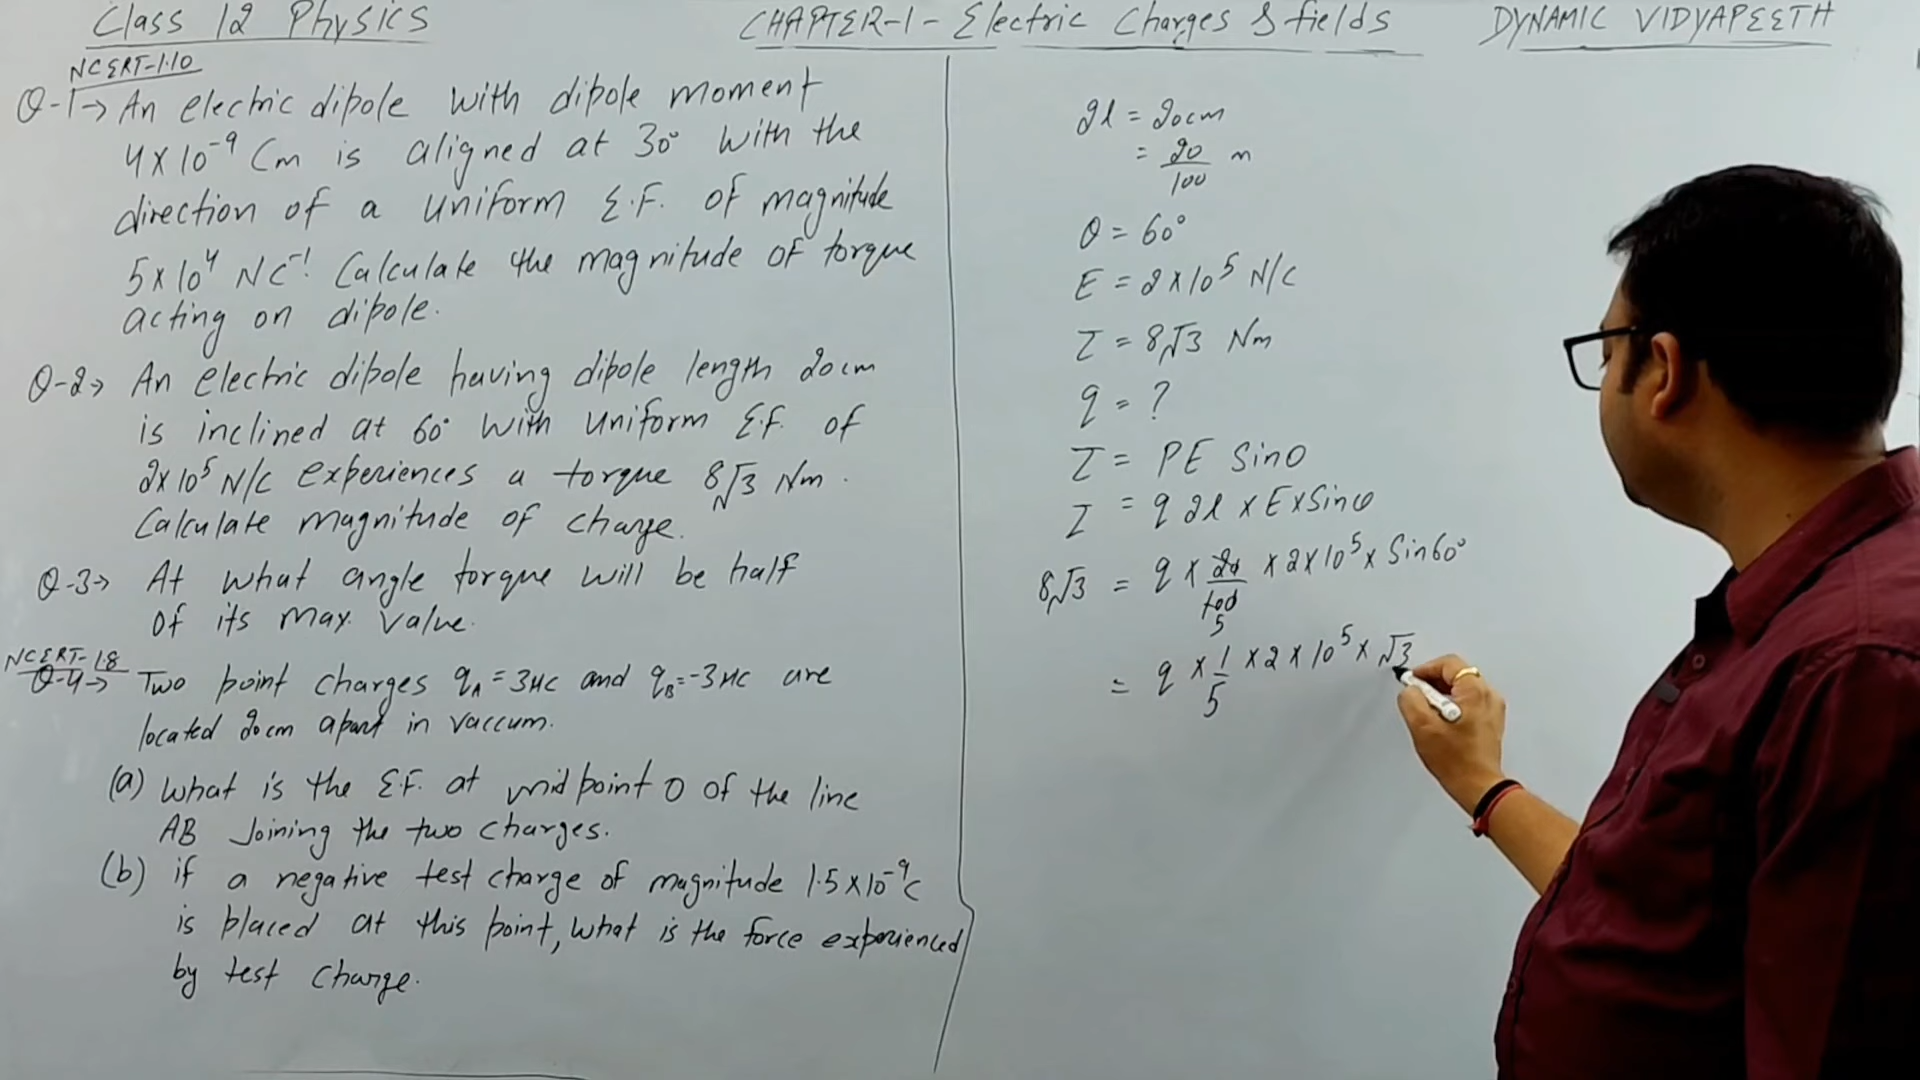 Class 12 Physics
CHAPTER-1 - Electric Charges & fields
DYNAMIC VIDYAPEETH
NCERT-1.10
Q-1→ An electric dipole with dipole moment
4×10⁻⁹ Cm is aligned at 30° with the
direction of a uniform E.F. of magnitude
5×10⁴ NC⁻¹. Calculate the magnitude of torque
acting on dipole.
Q-2→ An electric dipole having dipole length 20cm
is inclined at 60° with uniform E.F. of
2×10⁵ N/C experiences a torque 8√3 Nm.
Calculate magnitude of charge.
Q-3→ At what angle torque will be half
of its max. value.
NCERT-1.8
Q-4→ Two point charges qA = 3μC and qB = -3μC are
located 20cm apart in vaccum.
(a) What is the E.F. at midpoint O of the line
AB Joining the two charges.
(b) if a negative test charge of magnitude 1.5×10⁻⁹C
is placed at this point, what is the force experienced
by test charge.
2l = 20cm
= 20/100 m
θ = 60°
E = 2×10⁵ N/C
τ = 8√3 Nm
q = ?
τ = PE Sinθ
τ = q 2l × E × Sinθ
8√3 = q × 20/100 × 2×10⁵ × Sin60°
5
= q × 1/5 × 2 × 10⁵ × √3